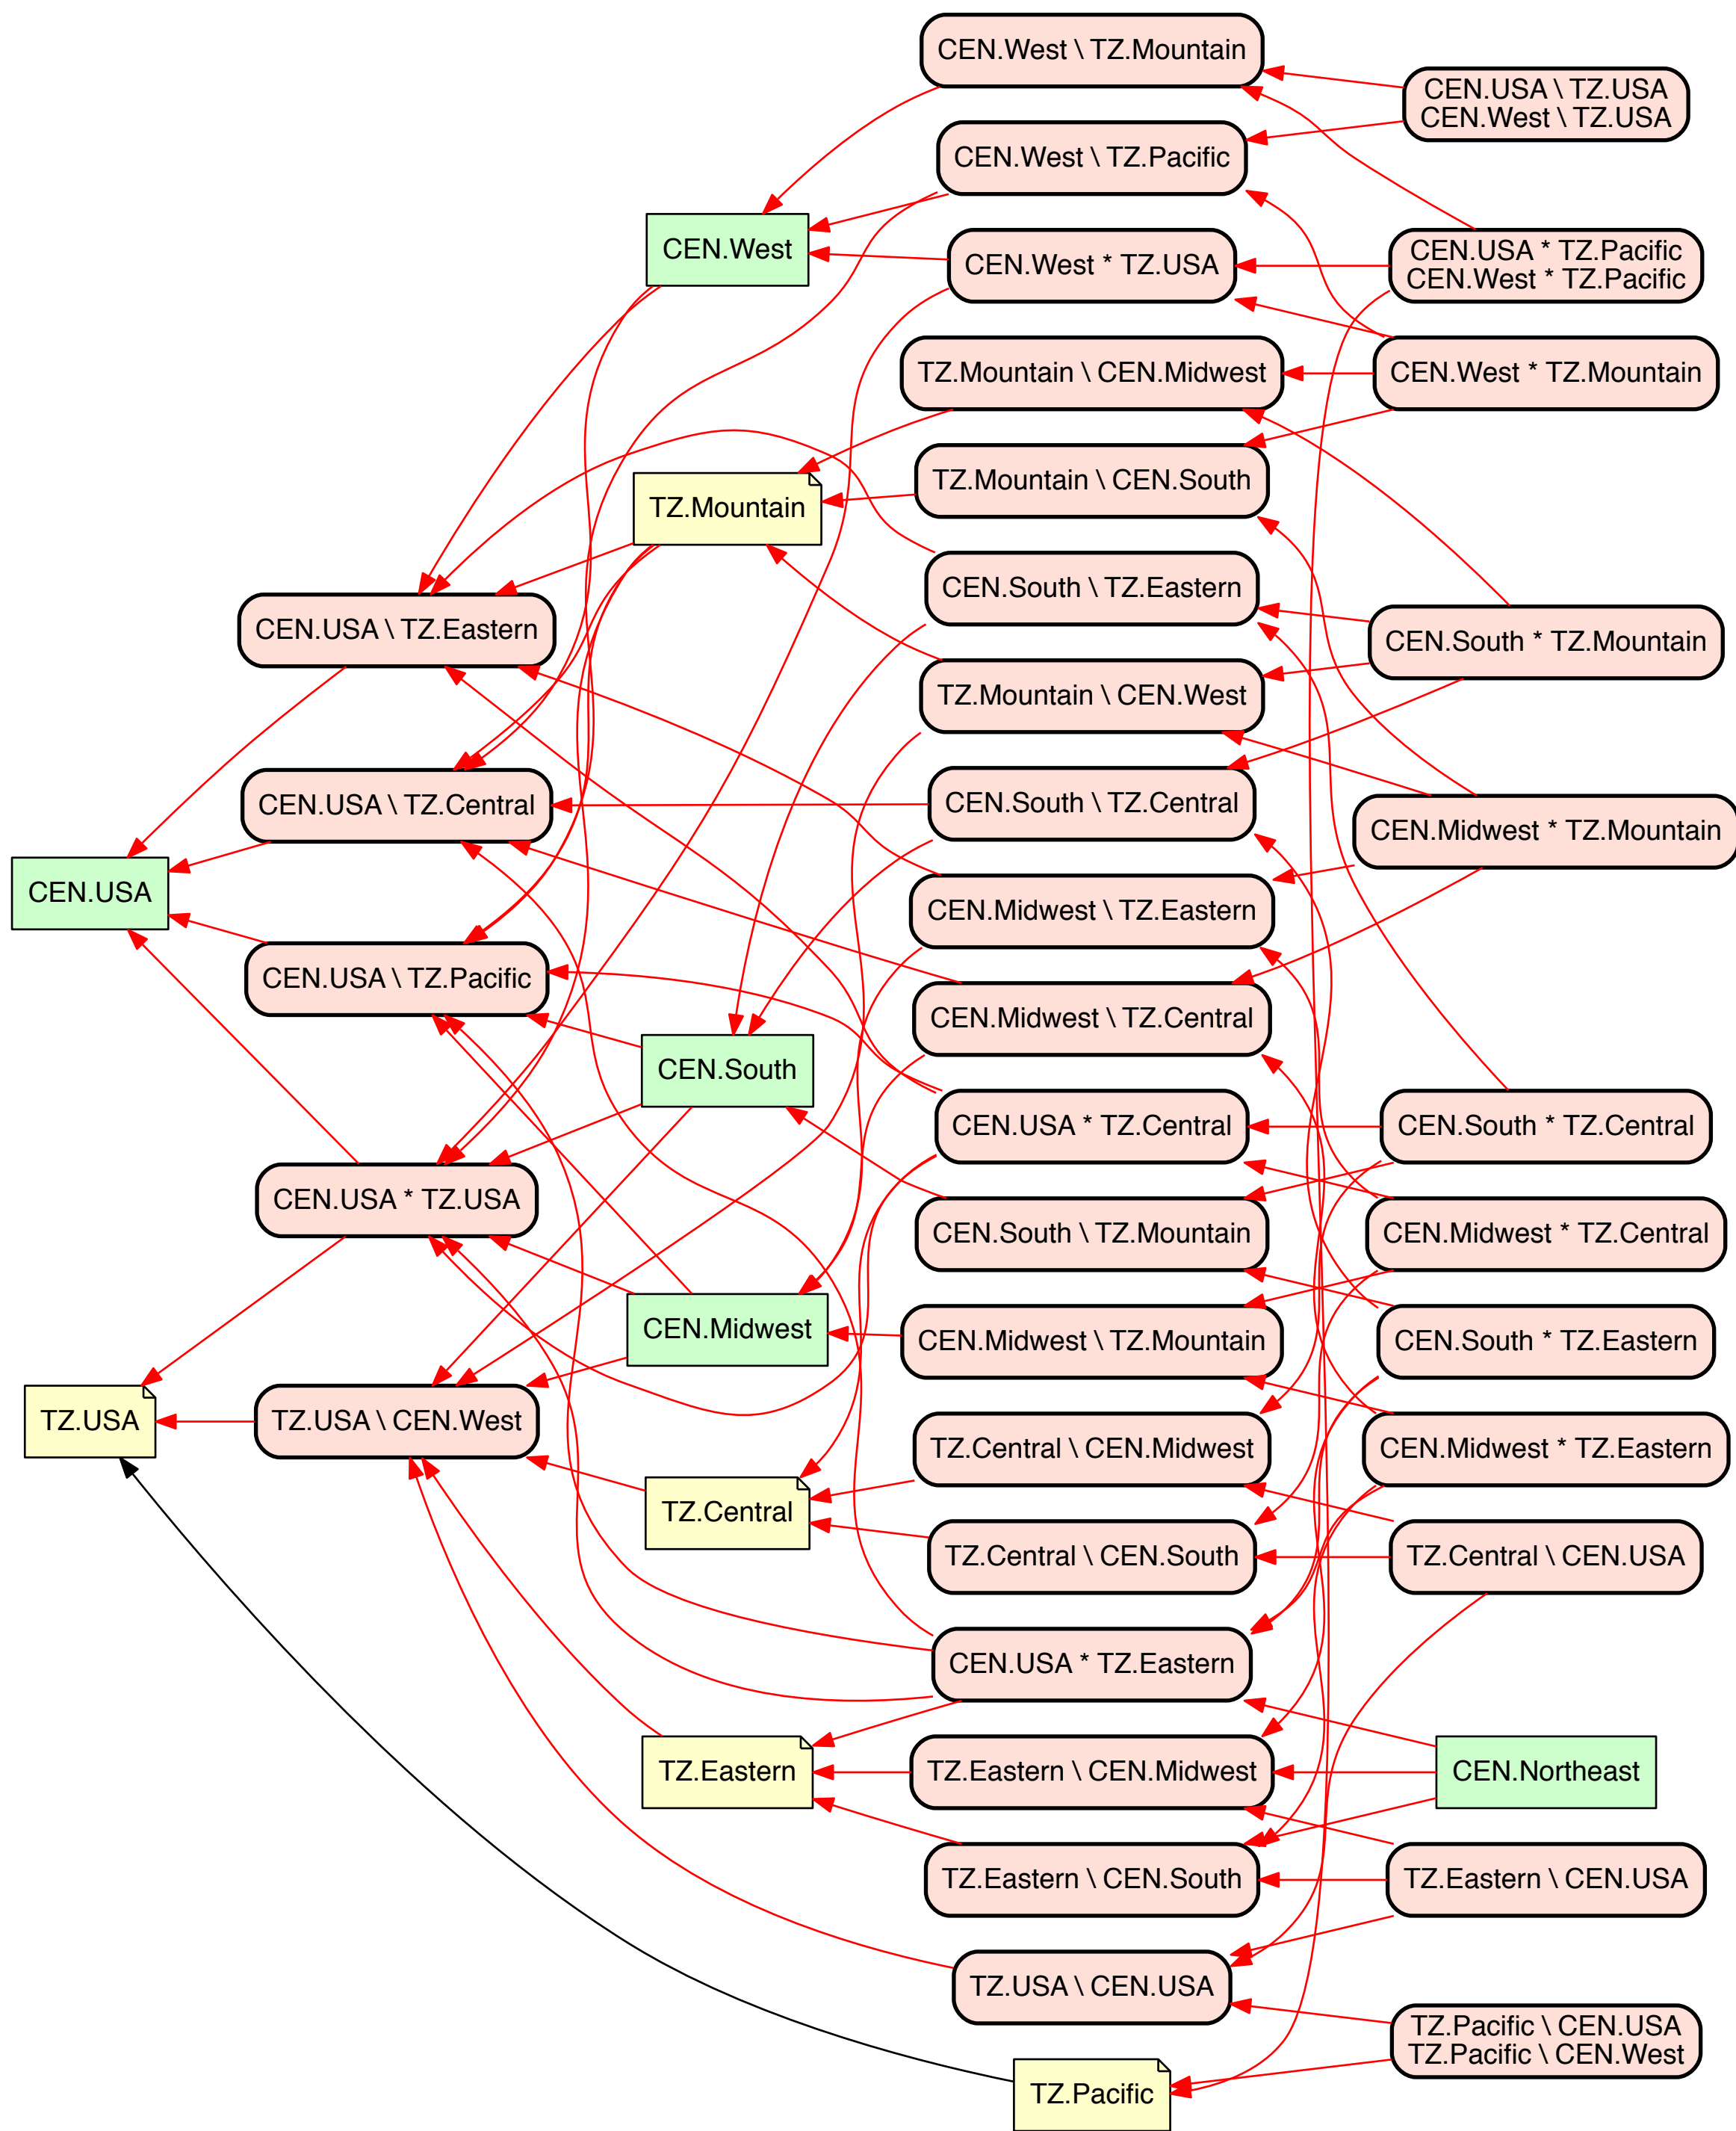 CEN.West \ TZ.Mountain
CEN.USA \ TZ.USA
CEN.West \ TZ.USA
CEN.West \ TZ.Pacific
CEN.West
CEN.West * TZ.USA
CEN.USA * TZ.Pacific
CEN.West * TZ.Pacific
TZ.Mountain \ CEN.Midwest
CEN.West * TZ.Mountain
TZ.Mountain \ CEN.South
TZ.Mountain
CEN.South \ TZ.Eastern
CEN.USA \ TZ.Eastern
CEN.South * TZ.Mountain
TZ.Mountain \ CEN.West
CEN.USA \ TZ.Central
CEN.South \ TZ.Central
CEN.Midwest * TZ.Mountain
CEN.USA
CEN.Midwest \ TZ.Eastern
CEN.USA \ TZ.Pacific
CEN.Midwest \ TZ.Central
CEN.South
CEN.USA * TZ.Central
CEN.South * TZ.Central
CEN.USA * TZ.USA
CEN.South \ TZ.Mountain
CEN.Midwest * TZ.Central
CEN.Midwest
CEN.Midwest \ TZ.Mountain
CEN.South * TZ.Eastern
TZ.USA
TZ.USA \ CEN.West
TZ.Central \ CEN.Midwest
CEN.Midwest * TZ.Eastern
TZ.Central
TZ.Central \ CEN.South
TZ.Central \ CEN.USA
CEN.USA * TZ.Eastern
TZ.Eastern
TZ.Eastern \ CEN.Midwest
CEN.Northeast
TZ.Eastern \ CEN.South
TZ.Eastern \ CEN.USA
TZ.USA \ CEN.USA
TZ.Pacific \ CEN.USA
TZ.Pacific \ CEN.West
TZ.Pacific